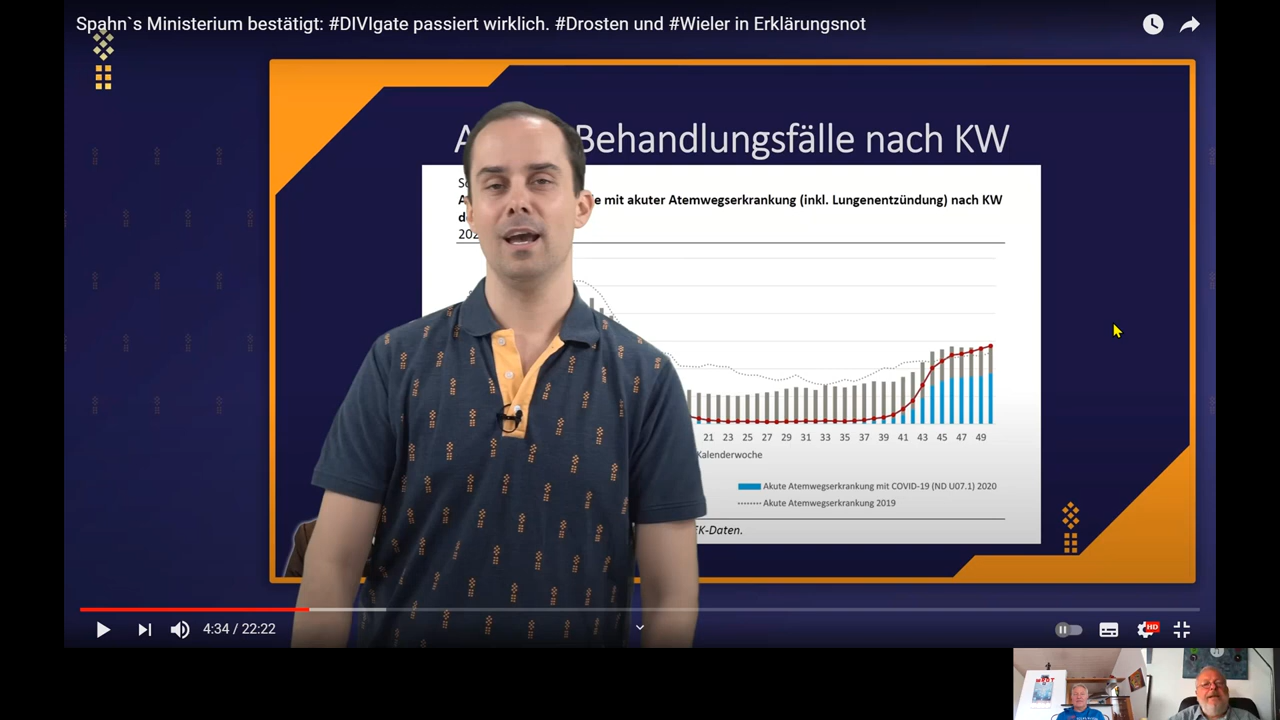 Spahn`s Ministerium bestätigt: #DIVIgate passiert wirklich. #Drosten und #Wieler in Erklärungsnot
Behandlungsfälle nach KW
mit akuter Atemwegserkrankung (inkl. Lungenentzündung) nach KW
21 23 25 27 29 31 33 35 37 39 41 43 45 47 49
Kalenderwoche
Akute Atemwegserkrankung mit COVID-19 (ND U07.1) 2020
Akute Atemwegserkrankung 2019
EK-Daten.
4:34 / 22:22
HD